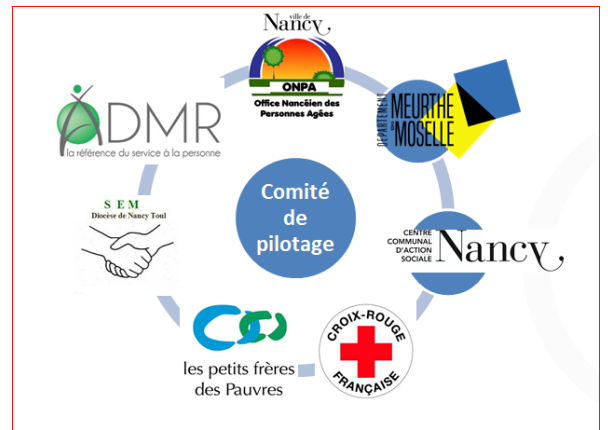 ville de
Nancy,
ONPA
Office Nancéien des
Personnes Agées
DÉPARTEMENT
MEURTHE
& MOSELLE
CENTRE
COMMUNAL
D'ACTION
SOCIALE
Nancy,
CROIX-ROUGE
FRANÇAISE
les petits frères
des Pauvres
S E M
Diocèse de Nancy Toul
ADMR
la référence du service à la personne
Comité
de
pilotage